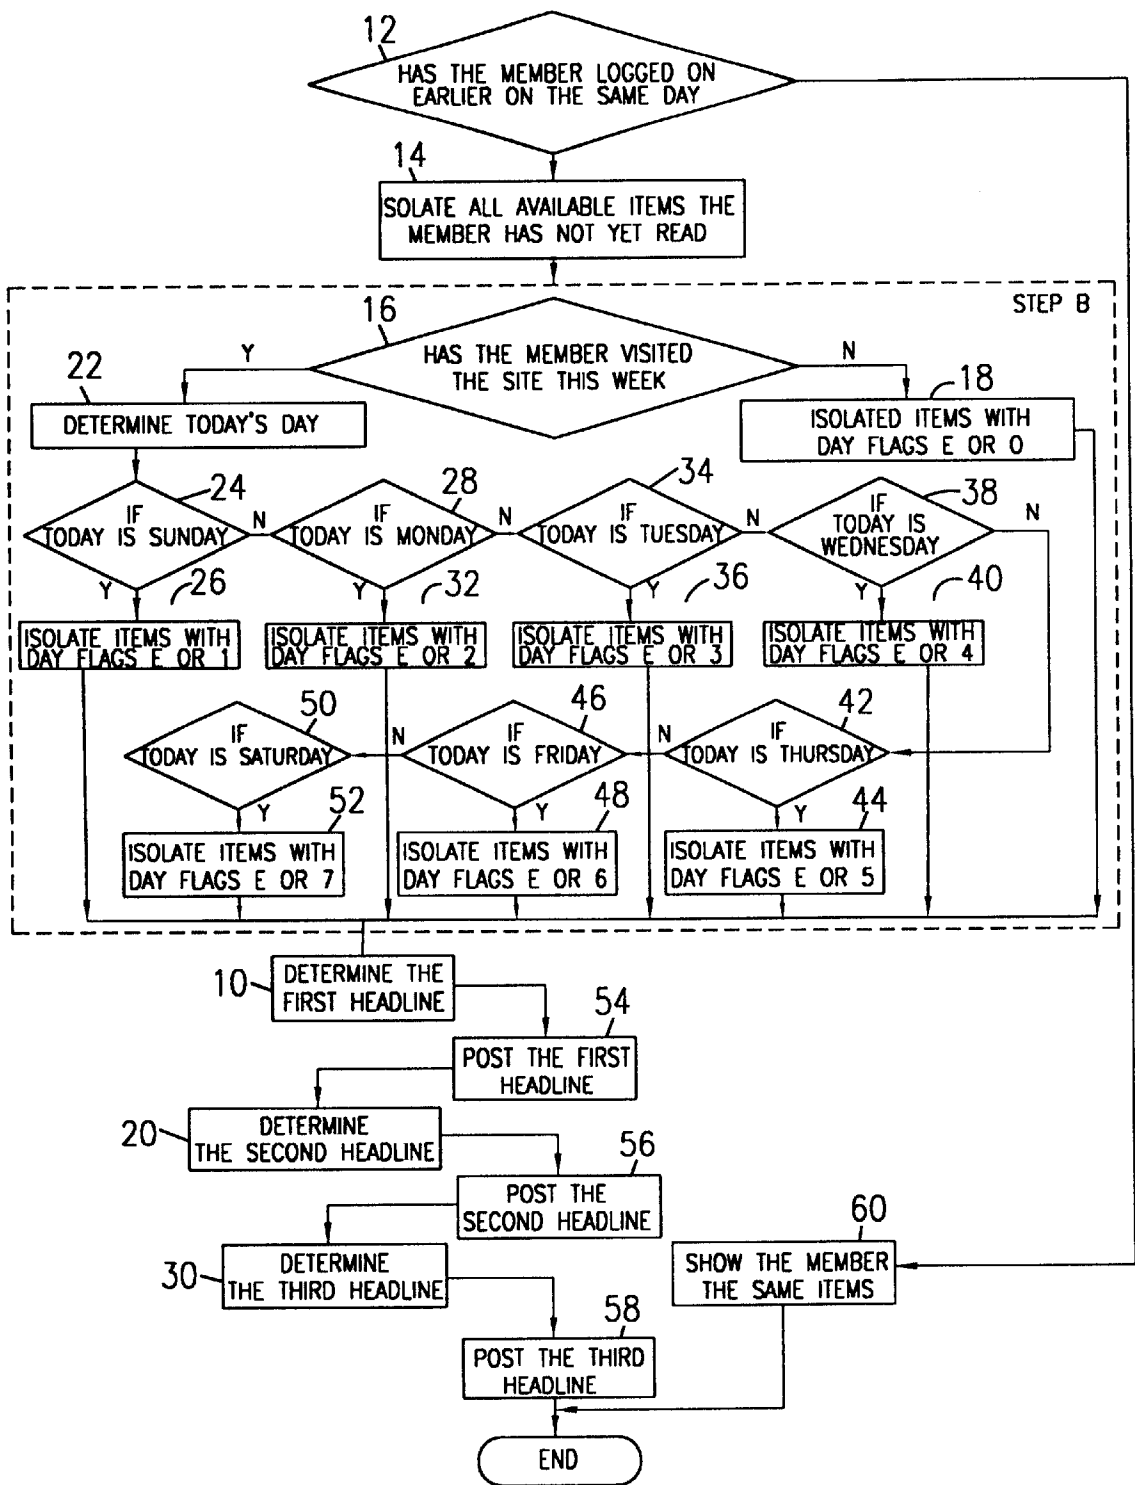 12
HAS THE MEMBER LOGGED ON
EARLIER ON THE SAME DAY
14
ISOLATE ALL AVAILABLE ITEMS THE
MEMBER HAS NOT YET READ
STEP B
16
HAS THE MEMBER VISITED
THE SITE THIS WEEK
Y
N
22
DETERMINE TODAY'S DAY
18
ISOLATED ITEMS WITH
DAY FLAGS E OR 0
24
IF
TODAY IS SUNDAY
N
Y
28
IF
TODAY IS MONDAY
N
Y
34
IF
TODAY IS TUESDAY
N
Y
38
IF
TODAY IS
WEDNESDAY
N
Y
26
ISOLATE ITEMS WITH
DAY FLAGS E OR 1
32
ISOLATE ITEMS WITH
DAY FLAGS E OR 2
36
ISOLATE ITEMS WITH
DAY FLAGS E OR 3
40
ISOLATE ITEMS WITH
DAY FLAGS E OR 4
50
IF
TODAY IS SATURDAY
N
Y
46
IF
TODAY IS FRIDAY
N
Y
42
IF
TODAY IS THURSDAY
Y
52
ISOLATE ITEMS WITH
DAY FLAGS E OR 7
48
ISOLATE ITEMS WITH
DAY FLAGS E OR 6
44
ISOLATE ITEMS WITH
DAY FLAGS E OR 5
10
DETERMINE THE
FIRST HEADLINE
54
POST THE FIRST
HEADLINE
20
DETERMINE
THE SECOND HEADLINE
56
POST THE
SECOND HEADLINE
30
DETERMINE
THE THIRD HEADLINE
60
SHOW THE MEMBER
THE SAME ITEMS
58
POST THE THIRD
HEADLINE
END